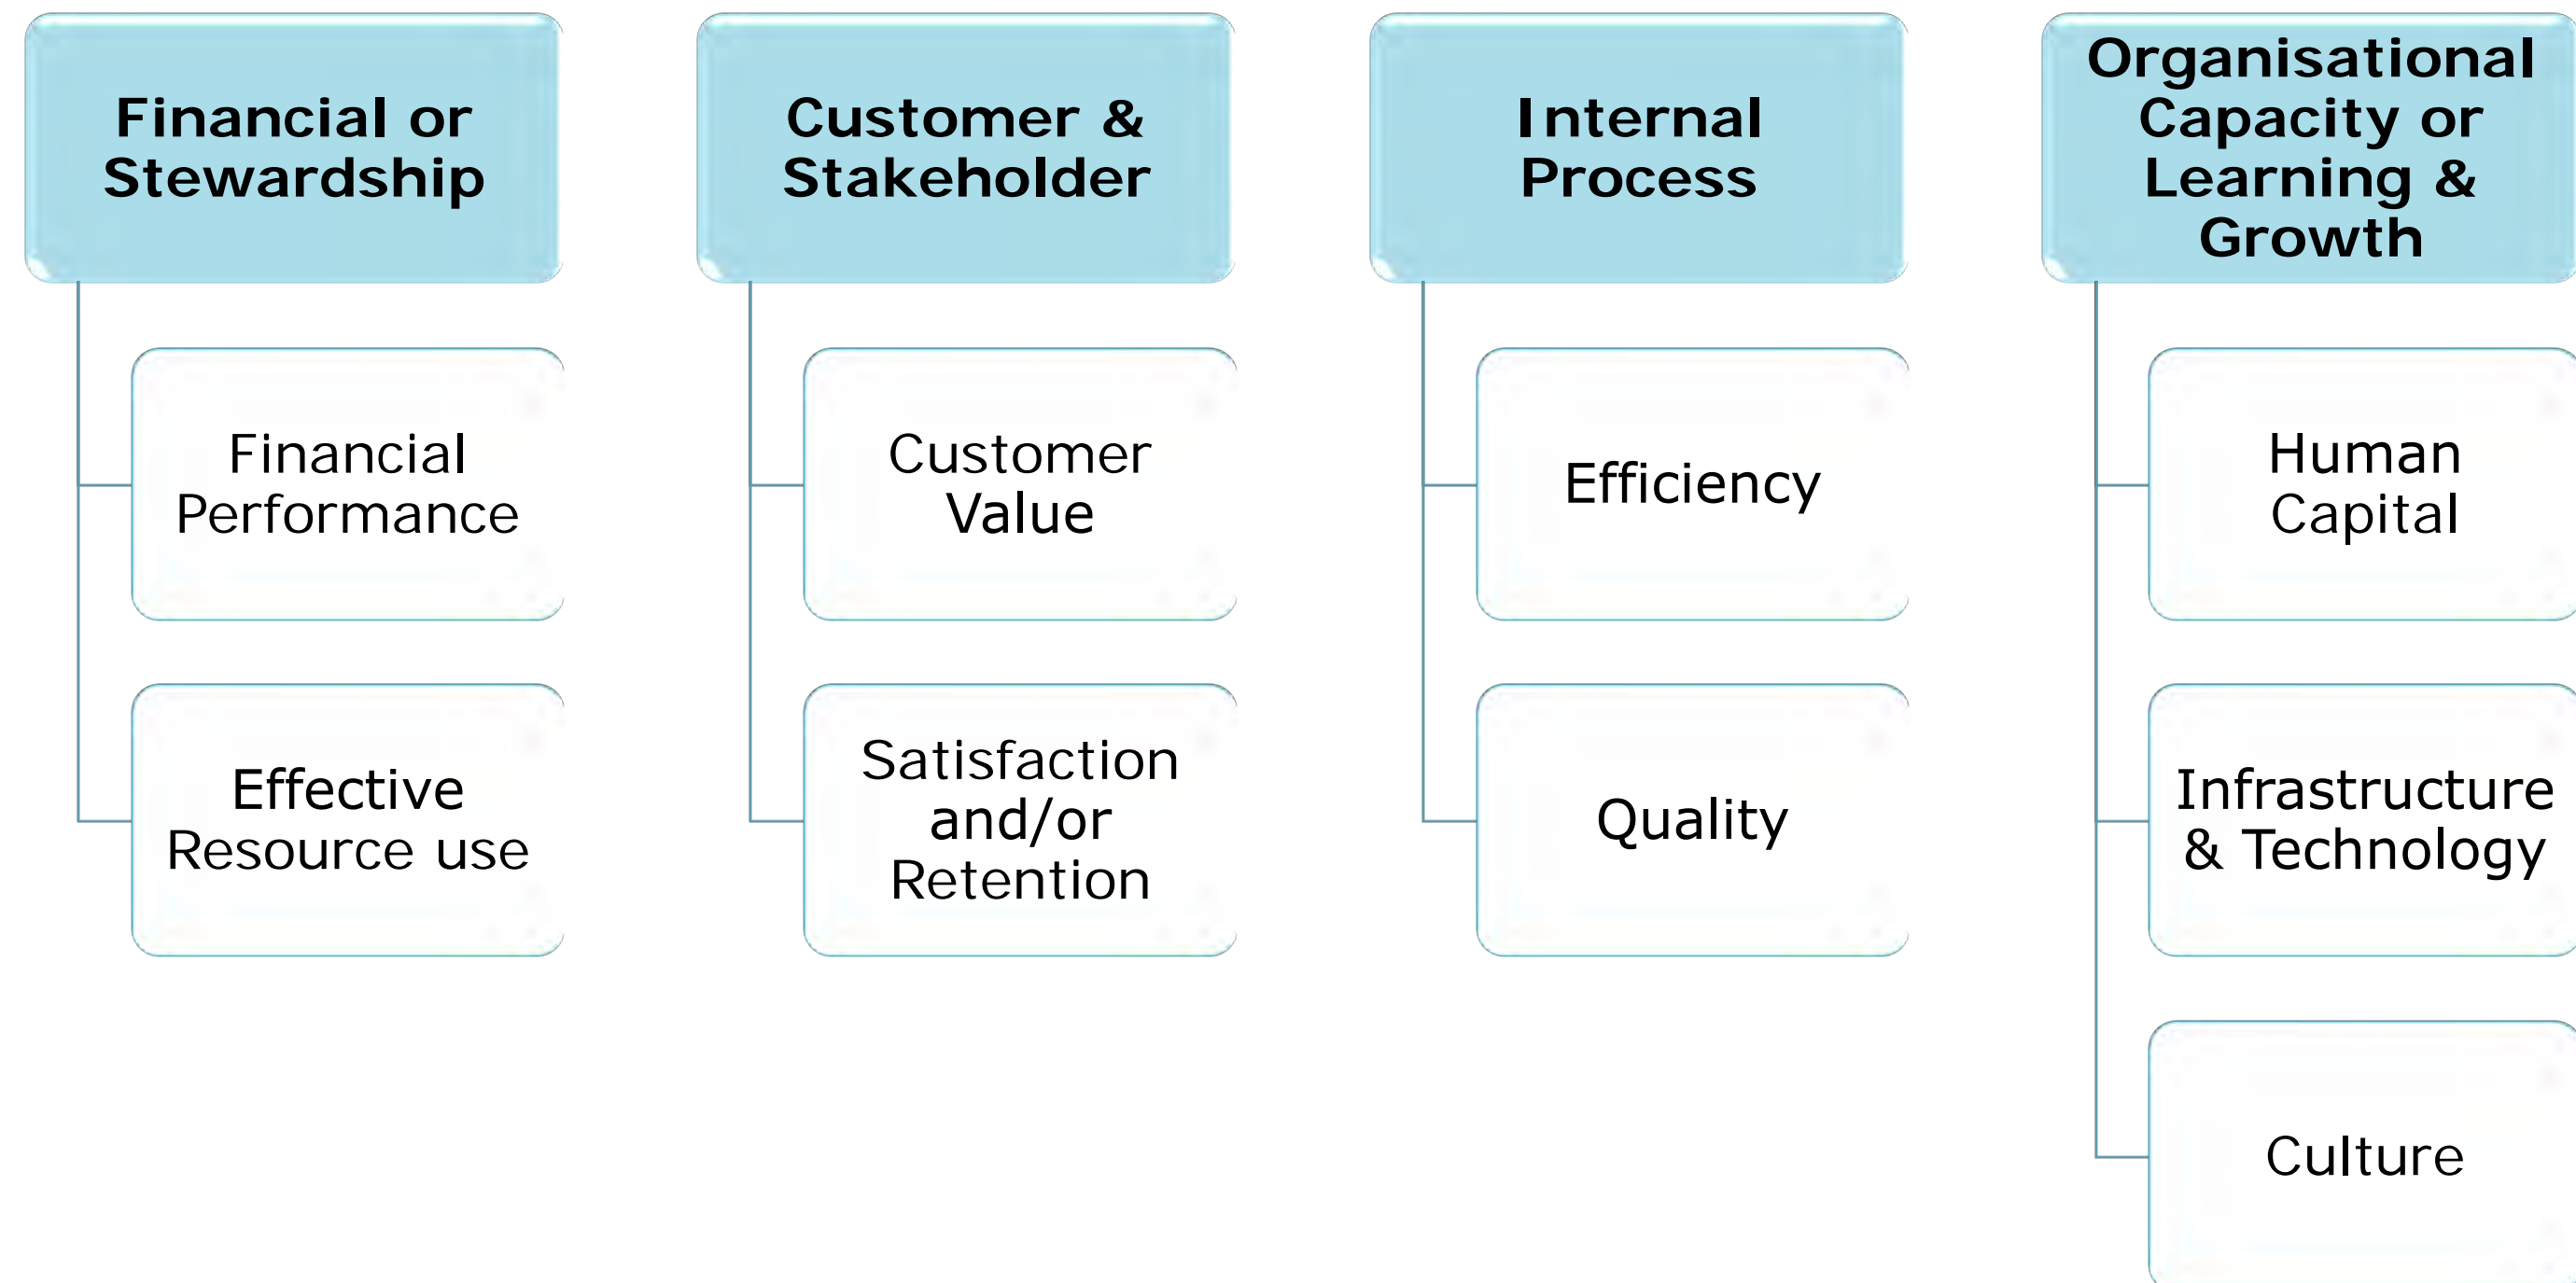 Financial or
Stewardship
Financial
Performance
Effective
Resource use
Customer &
Stakeholder
Customer
Value
Satisfaction
and/or
Retention
Internal
Process
Efficiency
Quality
Organisational
Capacity or
Learning &
Growth
Human
Capital
Infrastructure
& Technology
Culture